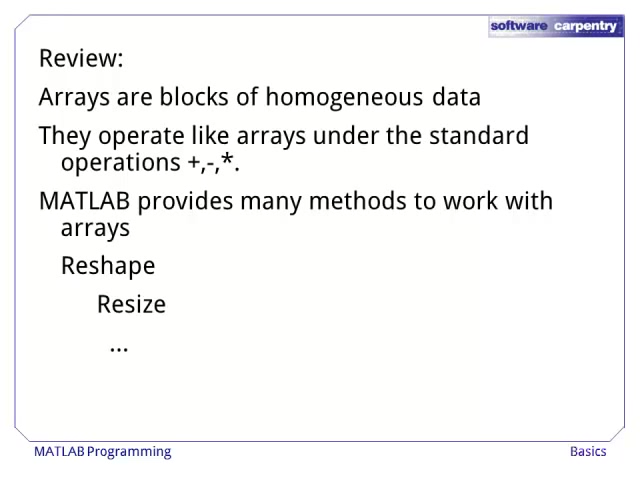 software carpentry
Review:
Arrays are blocks of homogeneous data
They operate like arrays under the standard
operations +,-,*.
MATLAB provides many methods to work with
arrays
Reshape
Resize
...
MATLAB Programming
Basics